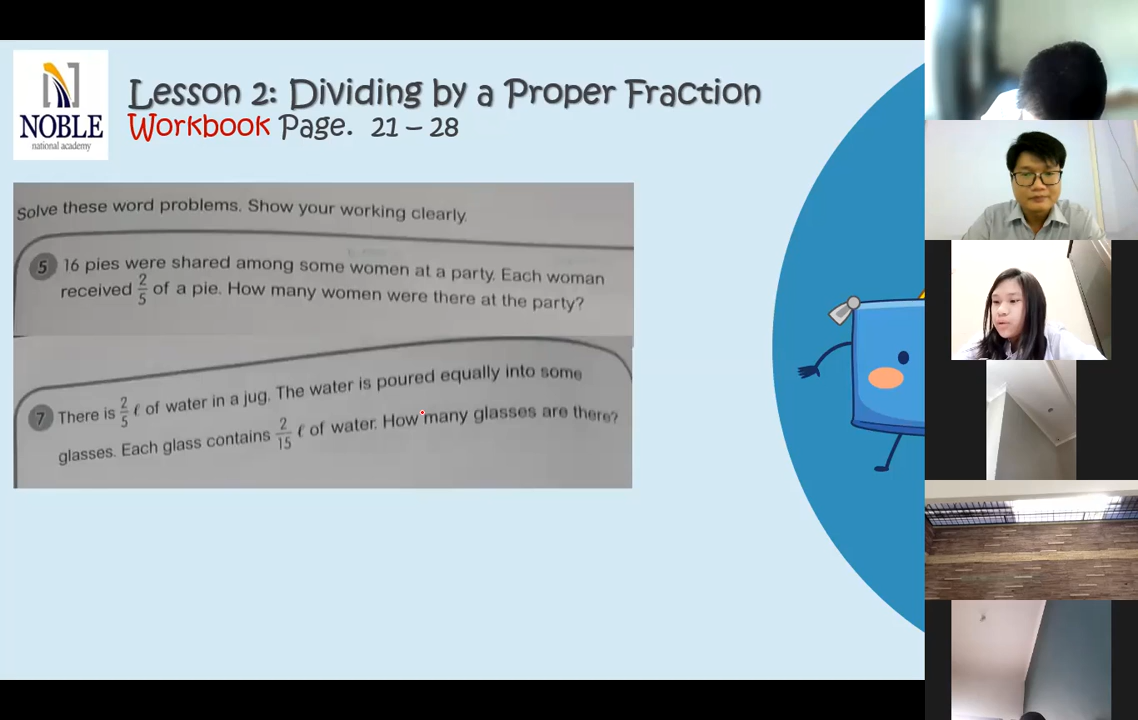 NOBLE
national academy
Lesson 2: Dividing by a Proper Fraction
Workbook Page. 21 – 28
Solve these word problems. Show your working clearly.
5 16 pies were shared among some women at a party. Each woman
received 2/5 of a pie. How many women were there at the party?
7 There is 2/5 ℓ of water in a jug. The water is poured equally into some
glasses. Each glass contains 2/15 ℓ of water. How many glasses are there?